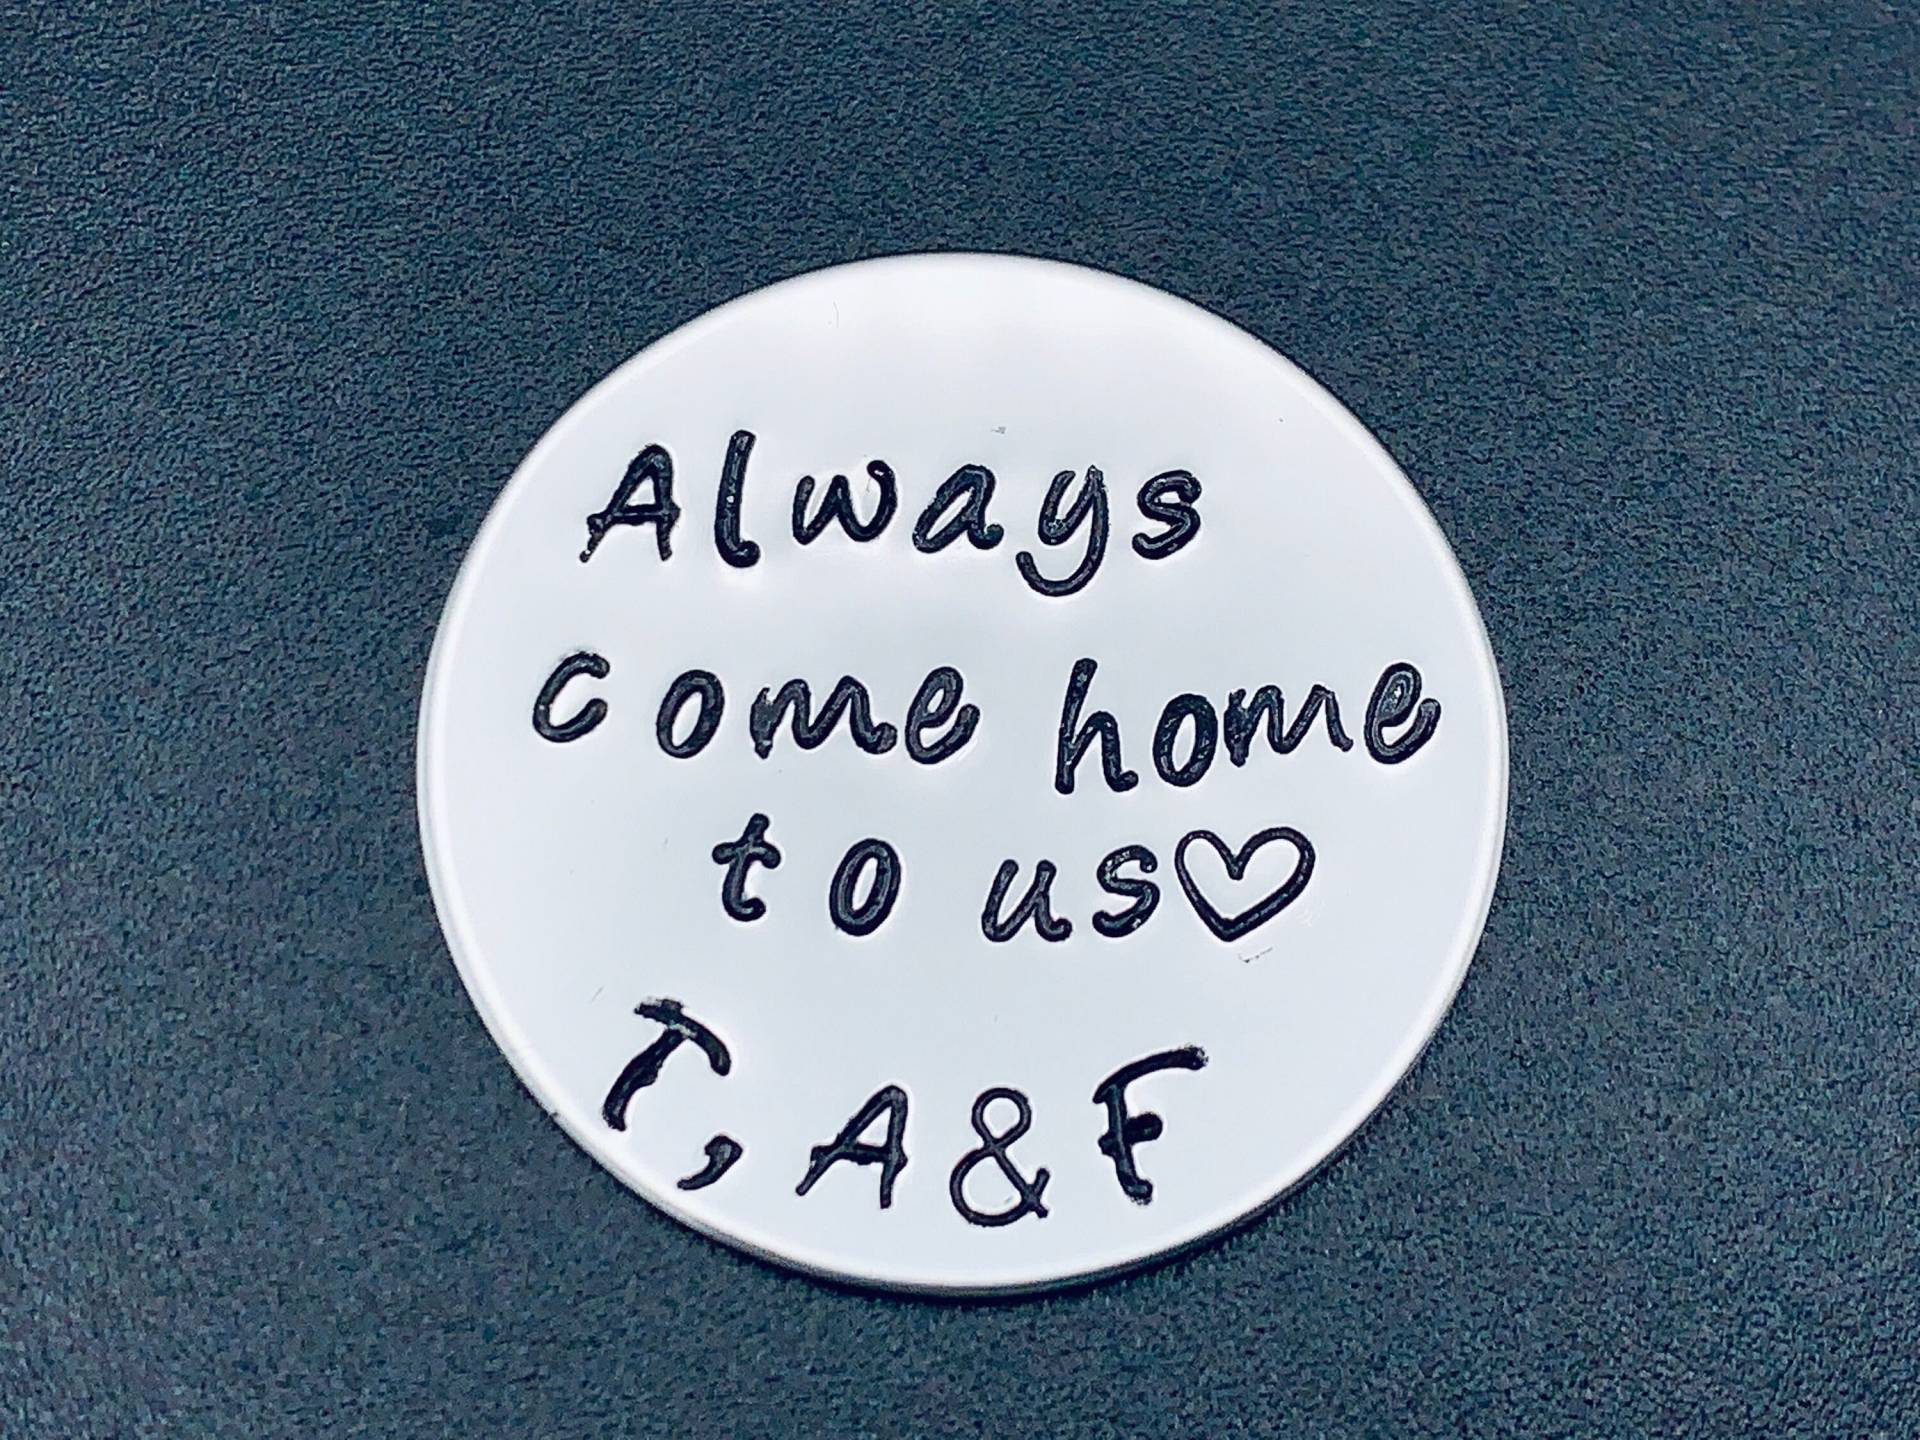 Always
come home
to us♡
T, A & F